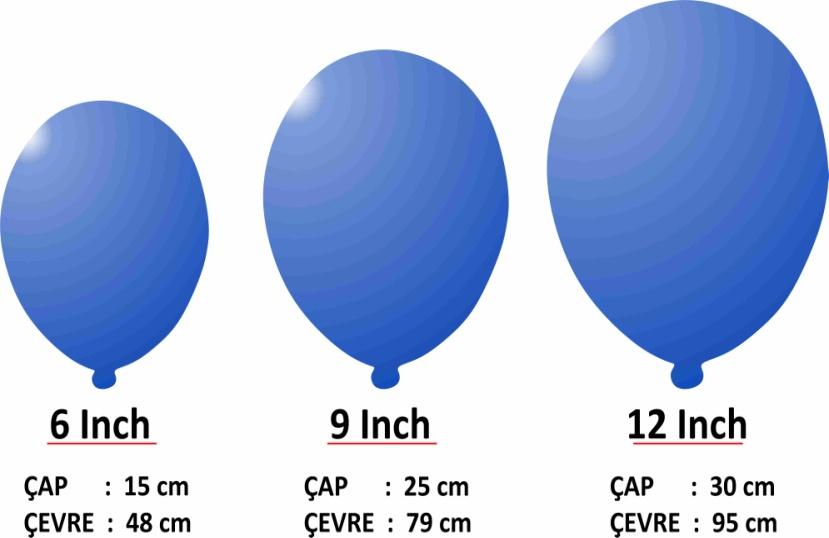 6 Inch 9 Inch 12 Inch
ÇAP : 15 cm ÇAP : 25 cm ÇAP : 30 cm
ÇEVRE : 48 cm ÇEVRE : 79 cm ÇEVRE : 95 cm